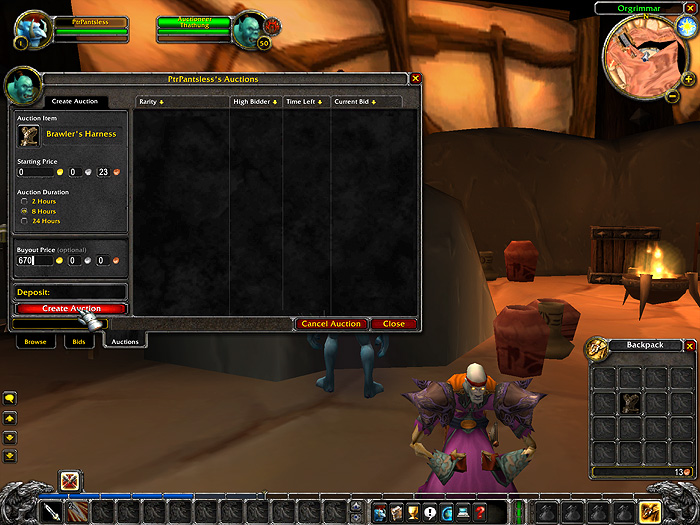 PtrPantsless
1
Auctioneer
Thathung
50
Orgrimmar
N
PtrPantsless's Auctions
Create Auction
Rarity
High Bidder
Time Left
Current Bid
Auction Item
Brawler's Harness
Starting Price
0 0 23
Auction Duration
2 Hours
8 Hours
24 Hours
Buyout Price (optional)
670 0 0
Deposit:
Create Auction
Cancel Auction
Close
Browse
Bids
Auctions
Backpack
13